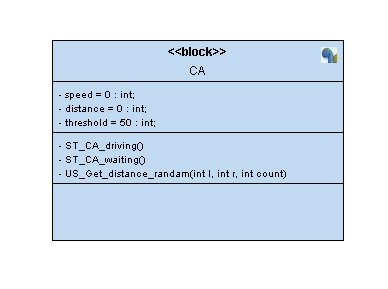 <<block>>
CA
- speed = 0 : int;
- distance = 0 : int;
- threshold = 50 : int;
- ST_CA_driving()
- ST_CA_waiting()
- US_Get_distance_randam(int l, int r, int count)